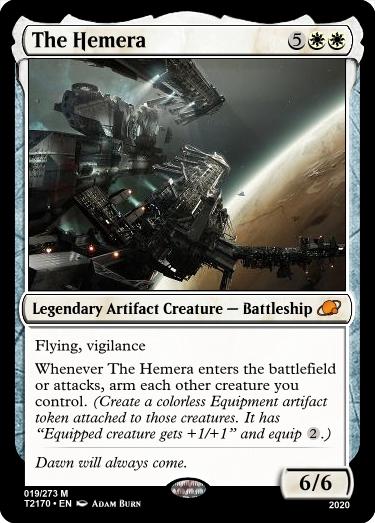 The Hemera 5
Legendary Artifact Creature — Battleship
Flying, vigilance
Whenever The Hemera enters the battlefield
or attacks, arm each other creature you
control. (Create a colorless Equipment artifact
token attached to those creatures. It has
“Equipped creature gets +1/+1” and equip 2.)
Dawn will always come.
6/6
019/273 M
T2170 • EN Adam Burn
2020